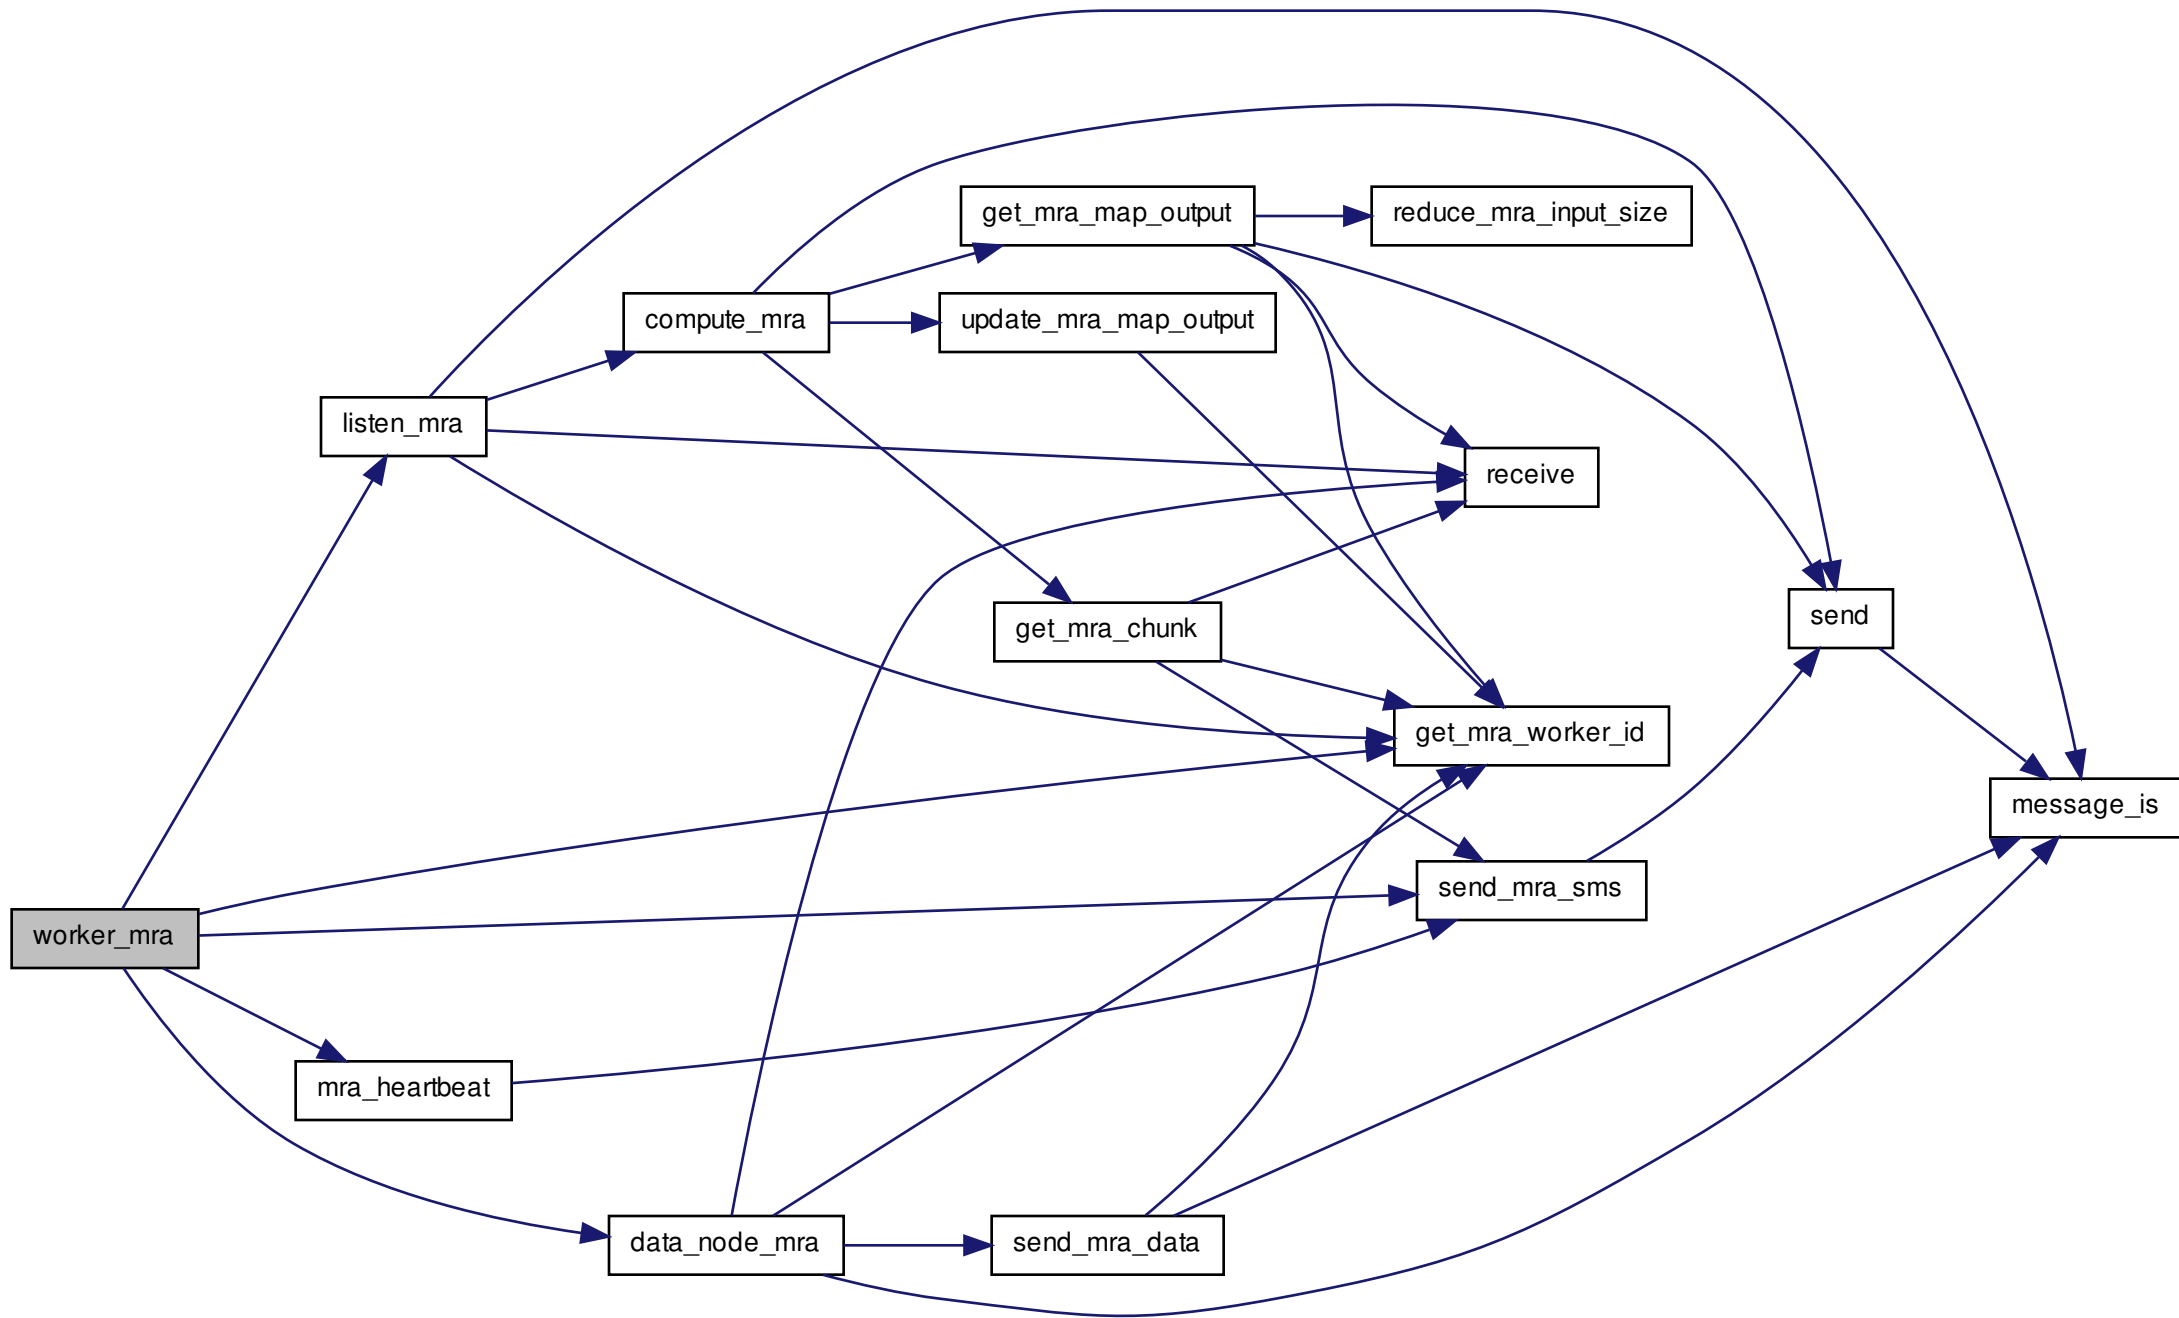 get_mra_map_output
reduce_mra_input_size
compute_mra
update_mra_map_output
listen_mra
receive
get_mra_chunk
send
get_mra_worker_id
message_is
send_mra_sms
worker_mra
mra_heartbeat
data_node_mra
send_mra_data